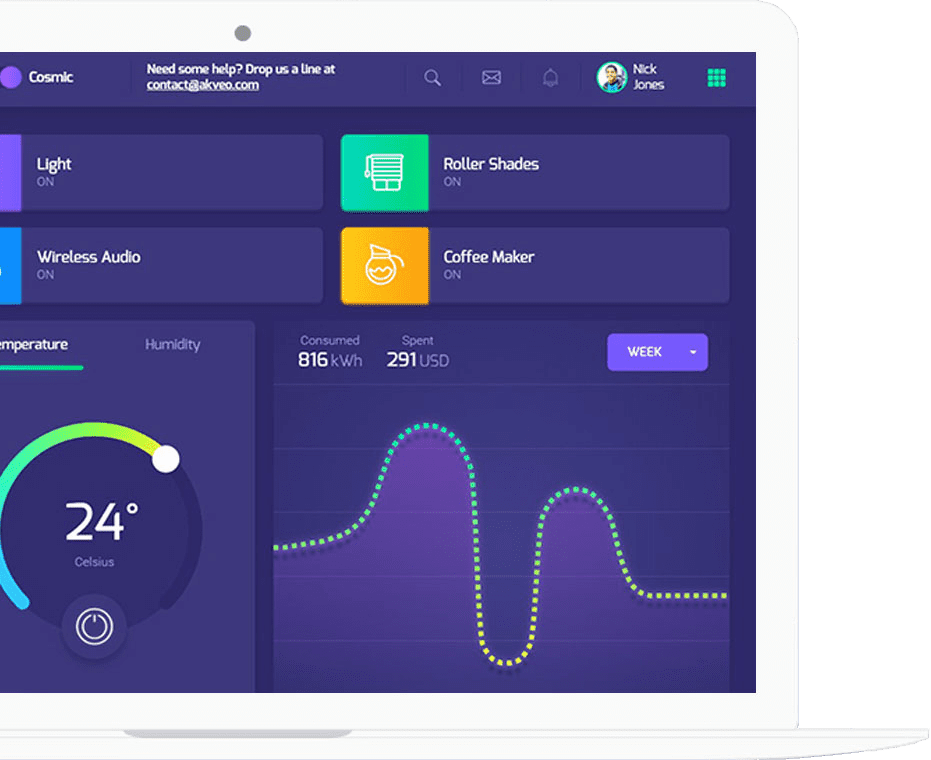 Cosmic
Need some help? Drop us a line at
contact@akveo.com
Nick
Jones
Light
ON
Roller Shades
ON
Wireless Audio
ON
Coffee Maker
ON
emperature
Humidity
Consumed
816 kWh
Spent
291 USD
WEEK
24°
Celsius